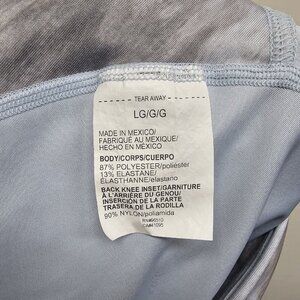 TEAR AWAY
LG/G/G
MADE IN MEXICO/
FABRIQUÉ AU MEXIQUE/
HECHO EN MÉXICO
BODY/CORPS/CUERPO
87% POLYESTER/poliéster
13% ELASTANE/
ÉLASTHANNE/elastano
BACK KNEE INSET/GARNITURE
À L'ARRIÈRE DU GENOU/
INSERCIÓN DE LA PARTE
TRASERA DE LA RODILLA
90% NYLON/poliamida